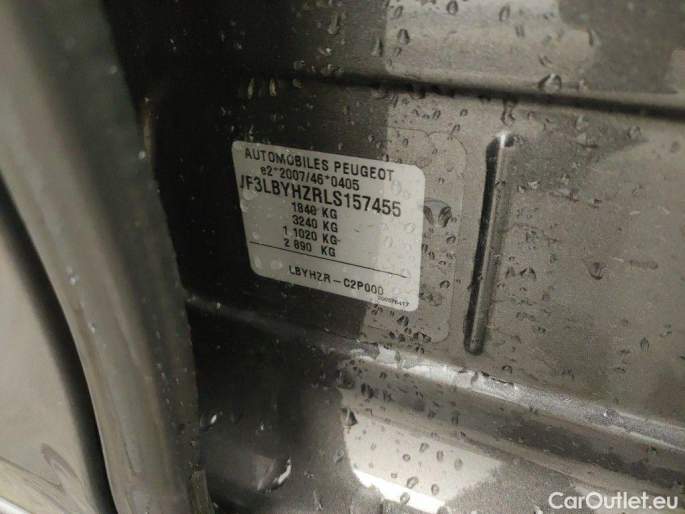 AUTOMOBILES PEUGEOT
e2*2007/46*0405
VF3LBYHZRLS157455
1840 KG
3240 KG
1 1020 KG
2 890 KG
LBYHZR-C2P000
CarOutlet.eu